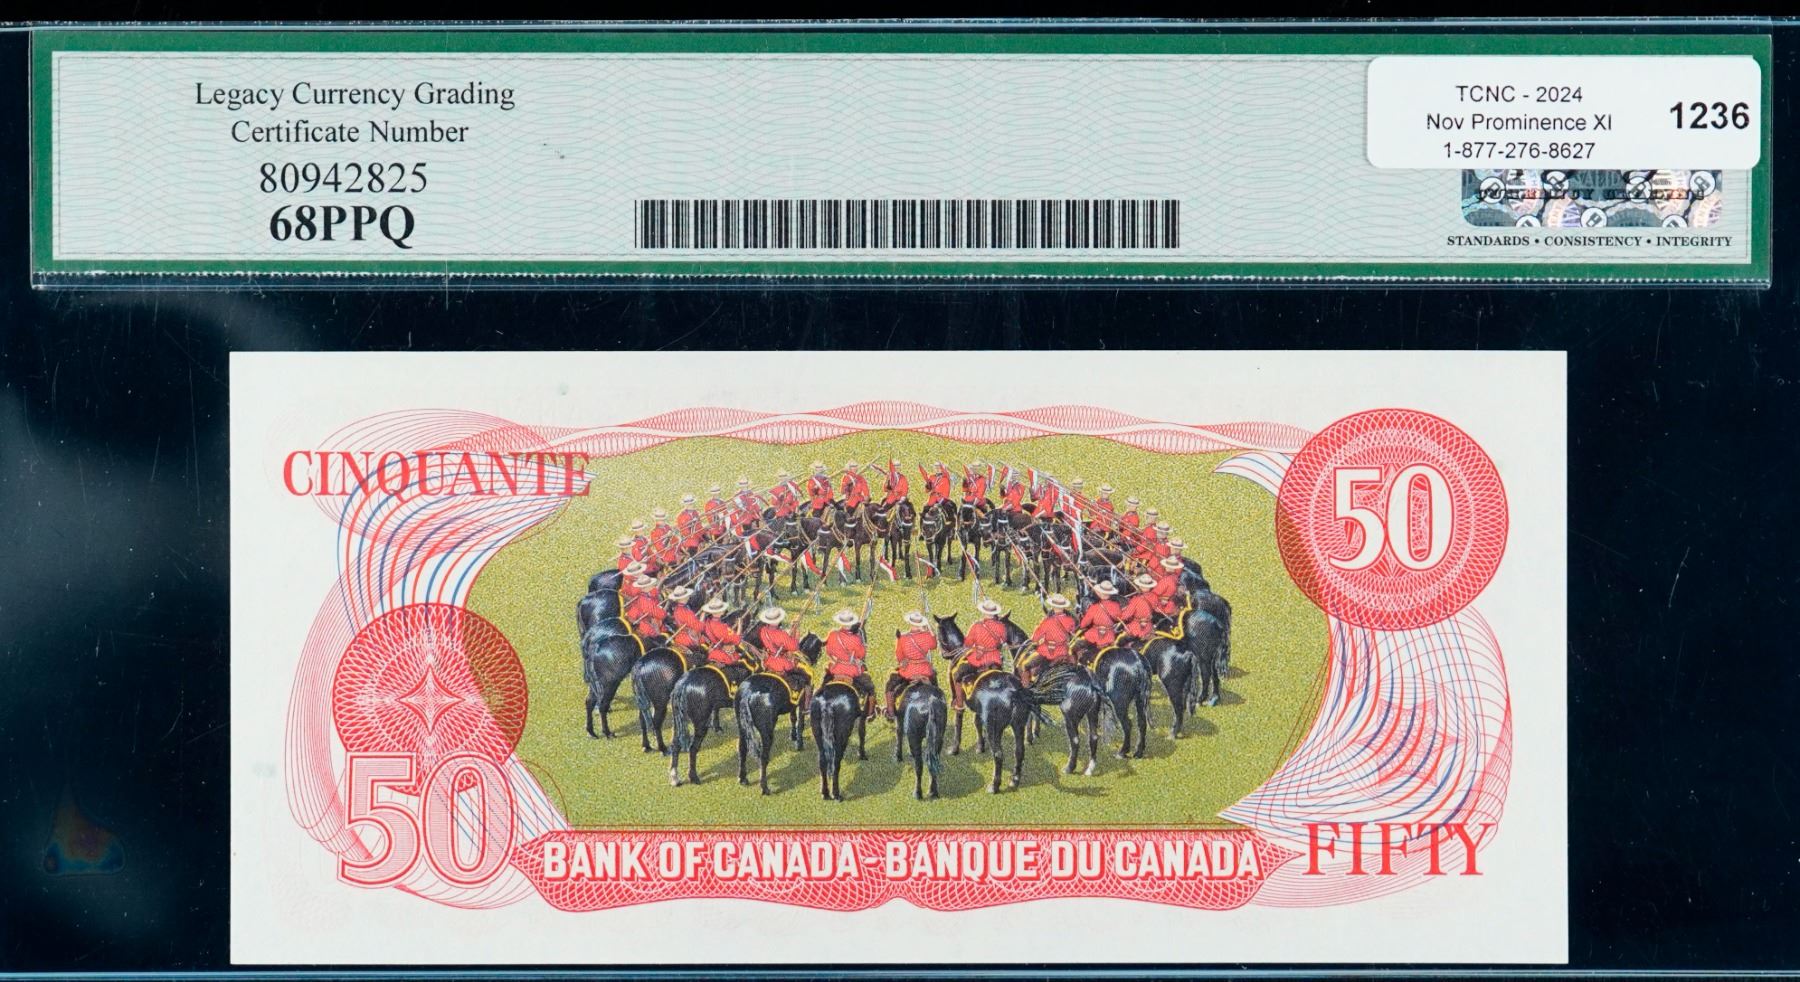 Legacy Currency Grading
Certificate Number
80942825
68PPQ
TCNC - 2024
Nov Prominence XI
1-877-276-8627
1236
STANDARDS • CONSISTENCY • INTEGRITY
CINQUANTE
50
50
BANK OF CANADA - BANQUE DU CANADA
FIFTY